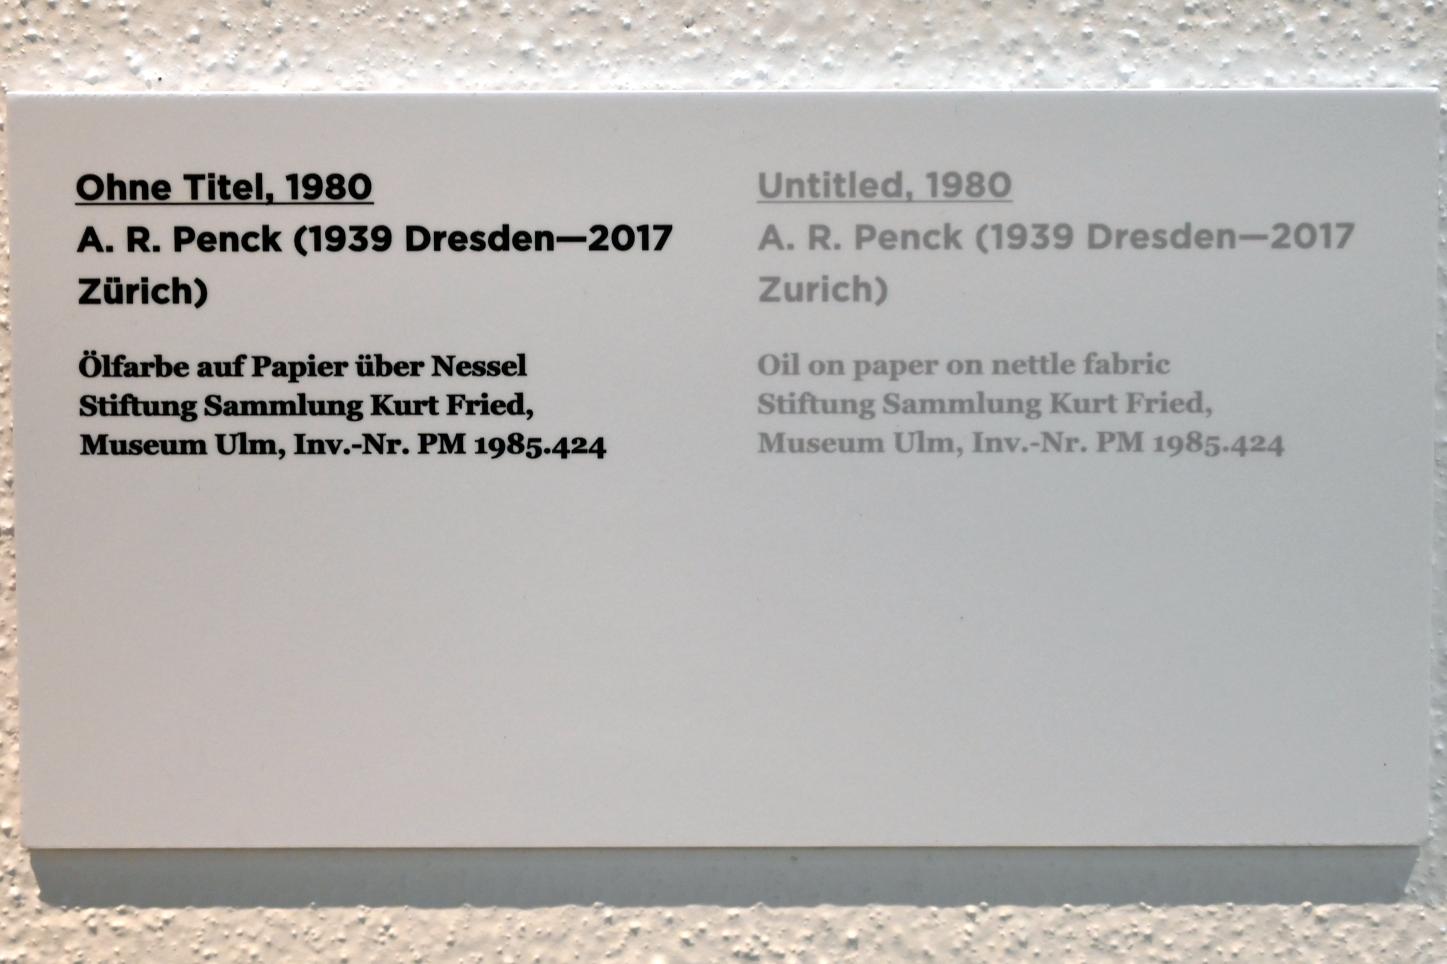 Ohne Titel, 1980
A. R. Penck (1939 Dresden—2017
Zürich)
Ölfarbe auf Papier über Nessel
Stiftung Sammlung Kurt Fried,
Museum Ulm, Inv.-Nr. PM 1985.424
Untitled, 1980
A. R. Penck (1939 Dresden—2017
Zurich)
Oil on paper on nettle fabric
Stiftung Sammlung Kurt Fried,
Museum Ulm, Inv.-Nr. PM 1985.424